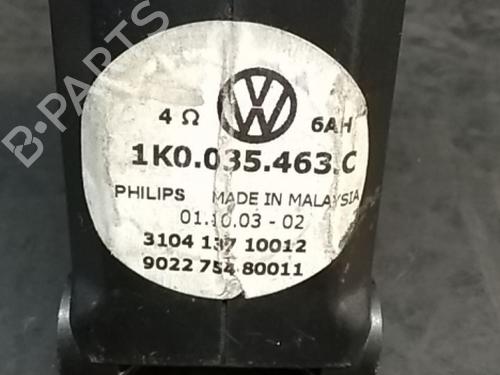 B-PARTS
4 Ω 6AH
1K0.035.463.C
PHILIPS MADE IN MALAYSIA
01.10.03 - 02
3104 137 10012
9022 754 80011